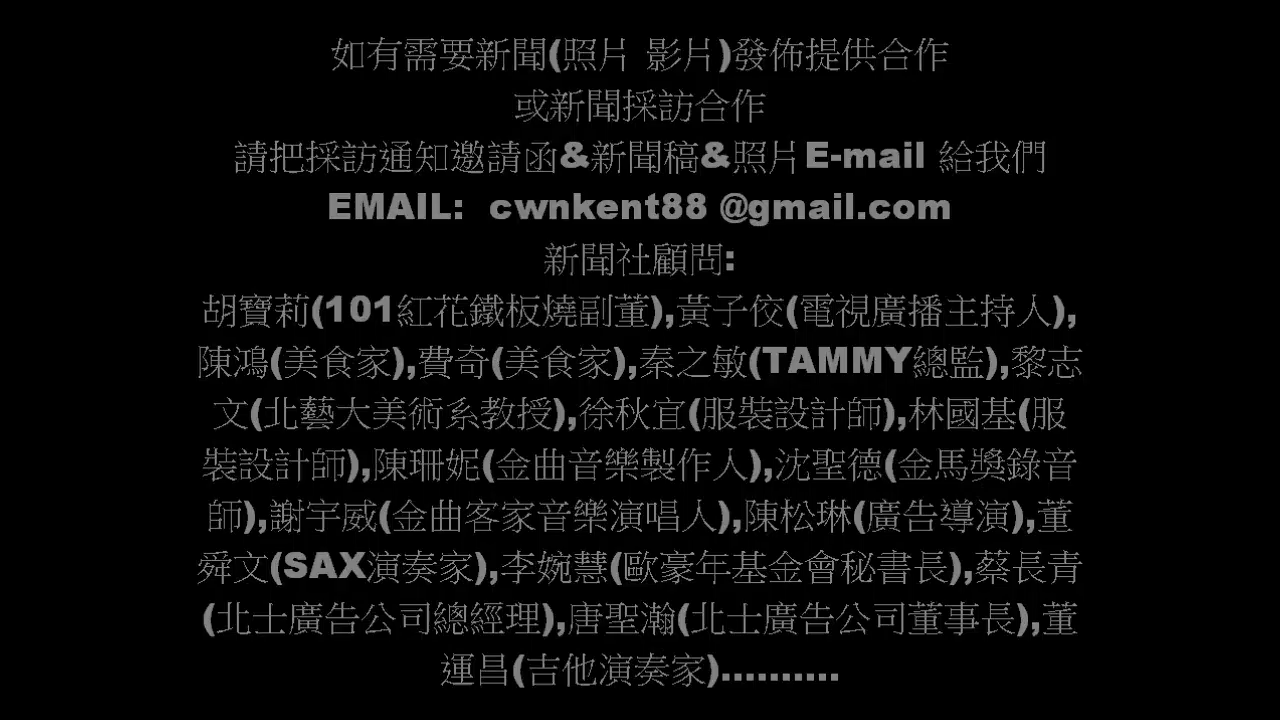 如有需要新聞(照片 影片)發佈提供合作
或新聞採訪合作
請把採訪通知邀請函&新聞稿&照片E-mail 給我們
EMAIL:  cwnkent88 @gmail.com
新聞社顧問:
胡寶莉(101紅花鐵板燒副董),黃子佼(電視廣播主持人),
陳鴻(美食家),費奇(美食家),秦之敏(TAMMY總監),黎志
文(北藝大美術系教授),徐秋宜(服裝設計師),林國基(服
裝設計師),陳珊妮(金曲音樂製作人),沈聖德(金馬獎錄音
師),謝宇威(金曲客家音樂演唱人),陳松琳(廣告導演),董
舜文(SAX演奏家),李婉慧(歐豪年基金會秘書長),蔡長青
(北士廣告公司總經理),唐聖瀚(北士廣告公司董事長),董
運昌(吉他演奏家)..........